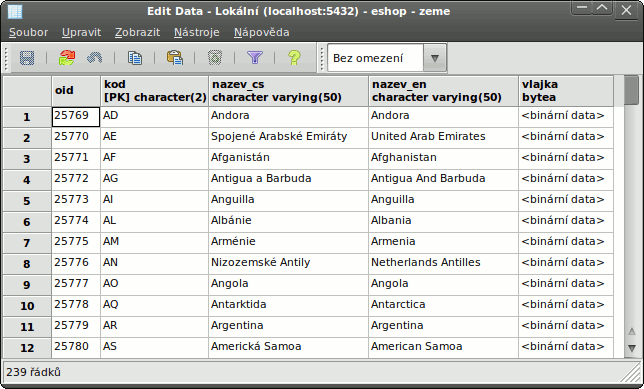 Edit Data - Lokální (localhost:5432) - eshop - zeme
Soubor Upravit Zobrazit Nástroje Nápověda
Bez omezení
oid kod [PK] character(2) nazev_cs character varying(50) nazev_en character varying(50) vlajka bytea
1 25769 AD Andora Andora <binární data>
2 25770 AE Spojené Arabské Emiráty United Arab Emirates <binární data>
3 25771 AF Afganistán Afghanistan <binární data>
4 25772 AG Antigua a Barbuda Antigua And Barbuda <binární data>
5 25773 AI Anguilla Anguilla <binární data>
6 25774 AL Albánie Albania <binární data>
7 25775 AM Arménie Armenia <binární data>
8 25776 AN Nizozemské Antily Netherlands Antilles <binární data>
9 25777 AO Angola Angola <binární data>
10 25778 AQ Antarktida Antarctica <binární data>
11 25779 AR Argentina Argentina <binární data>
12 25780 AS Americká Samoa American Samoa <binární data>
239 řádků